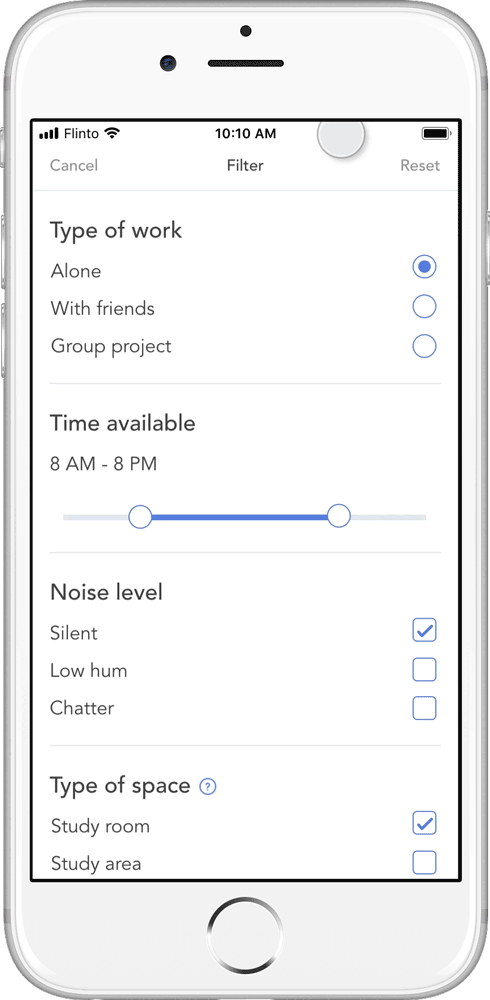 Flinto 10:10 AM
Cancel Filter Reset
Type of work
Alone
With friends
Group project
Time available
8 AM - 8 PM
Noise level
Silent
Low hum
Chatter
Type of space ?
Study room
Study area